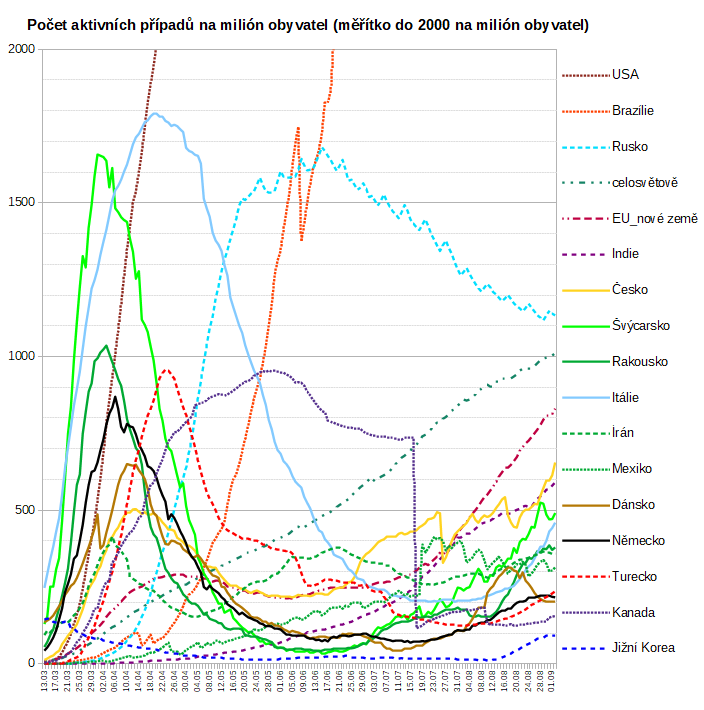 Počet aktivních případů na milión obyvatel (měřítko do 2000 na milión obyvatel)
2000
1500
1000
500
0
USA
Brazílie
Rusko
celosvětově
EU_nové země
Indie
Česko
Švýcarsko
Rakousko
Itálie
Írán
Mexiko
Dánsko
Německo
Turecko
Kanada
Jižní Korea
13.03 17.03 21.03 25.03 29.03 02.04 06.04 10.04 14.04 18.04 22.04 26.04 30.04 04.05 08.05 12.05 16.05 20.05 24.05 28.05 01.06 05.06 09.06 13.06 17.06 21.06 25.06 29.06 03.07 07.07 11.07 15.07 19.07 23.07 27.07 31.07 04.08 08.08 12.08 16.08 20.08 24.08 28.08 01.09